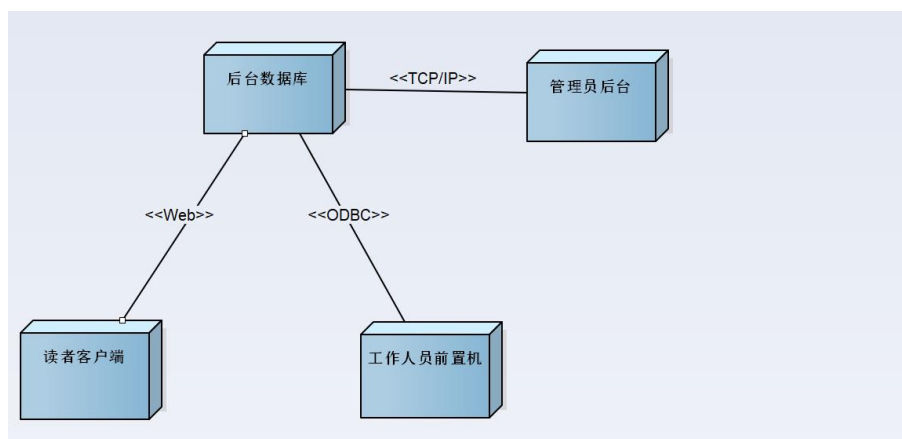 后台数据库
<<TCP/IP>>
管理员后台
<<Web>>
<<ODBC>>
读者客户端
工作人员前置机